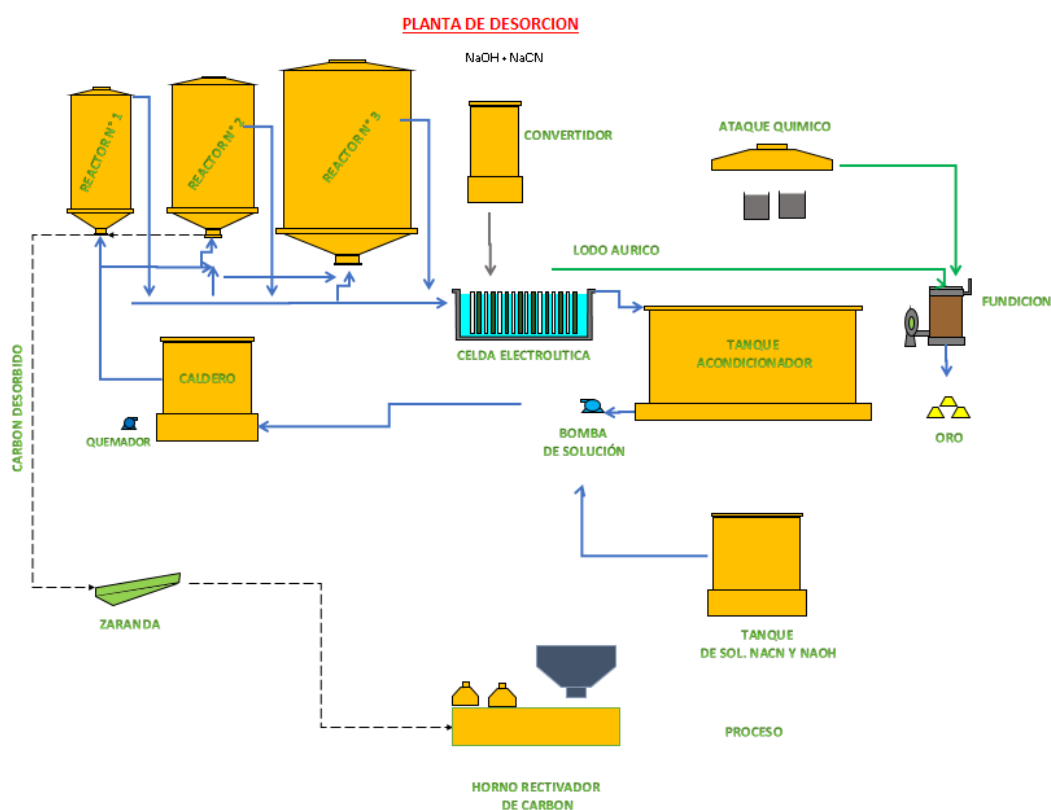 PLANTA DE DESORCION
NaOH + NaCN
REACTOR N° 1
REACTOR N° 2
REACTOR N° 3
CONVERTIDOR
ATAQUE QUIMICO
LODO AURICO
FUNDICION
CELDA ELECTROLITICA
TANQUE
ACONDICIONADOR
CALDERO
QUEMADOR
BOMBA
DE SOLUCIÓN
ORO
CARBON DESORBIDO
ZARANDA
TANQUE
DE SOL. NACN Y NAOH
PROCESO
HORNO RECTIVADOR
DE CARBON